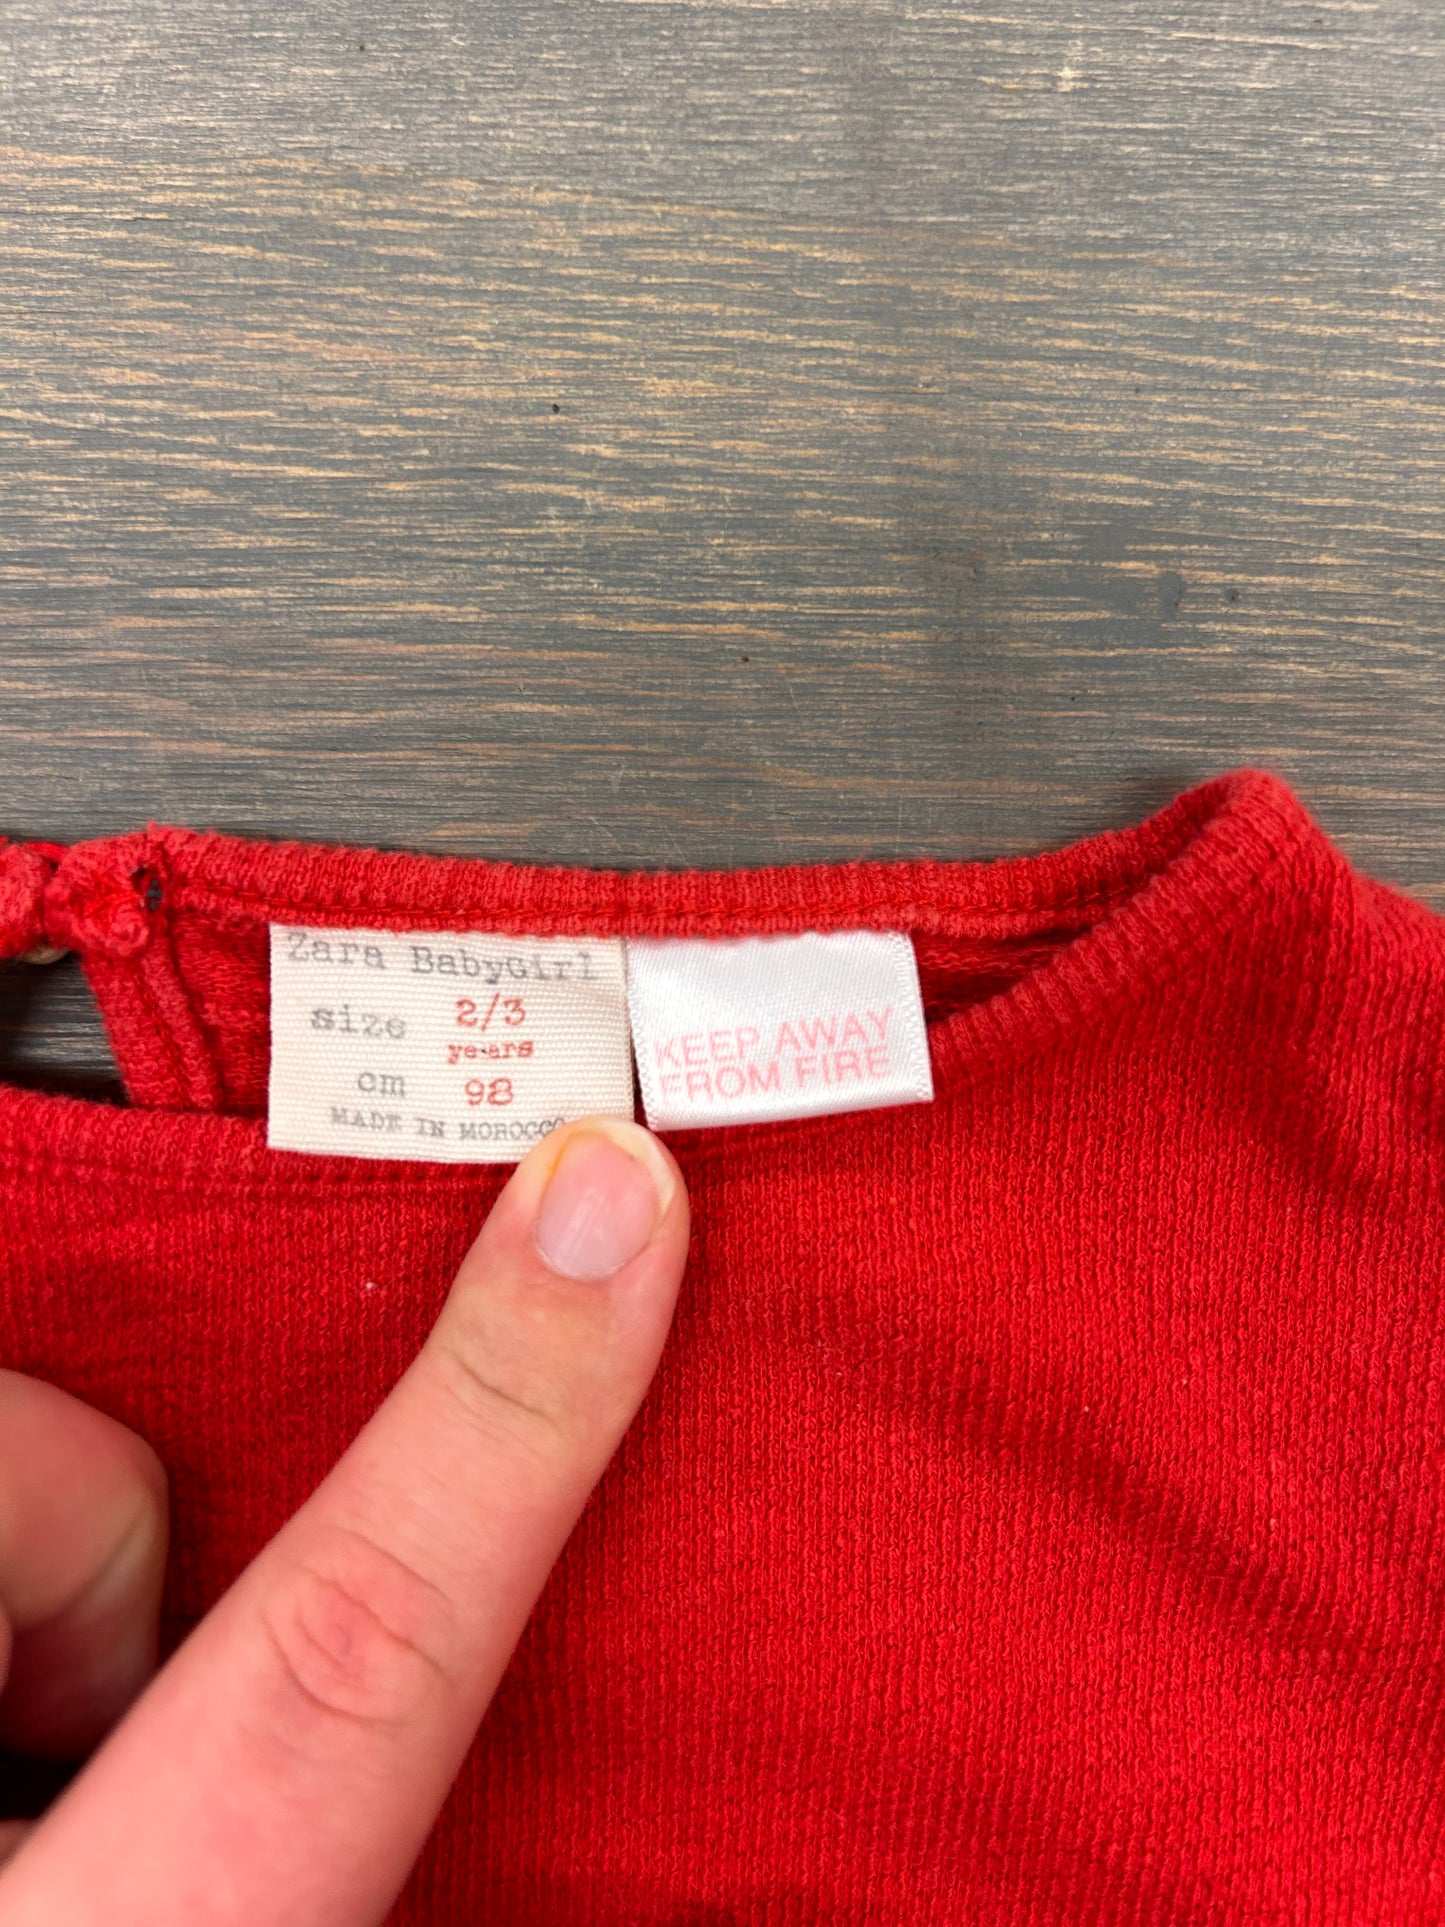 Zara BabyGirl
size 2/3
years
cm 98
MADE IN MOROCCO
KEEP AWAY
FROM FIRE